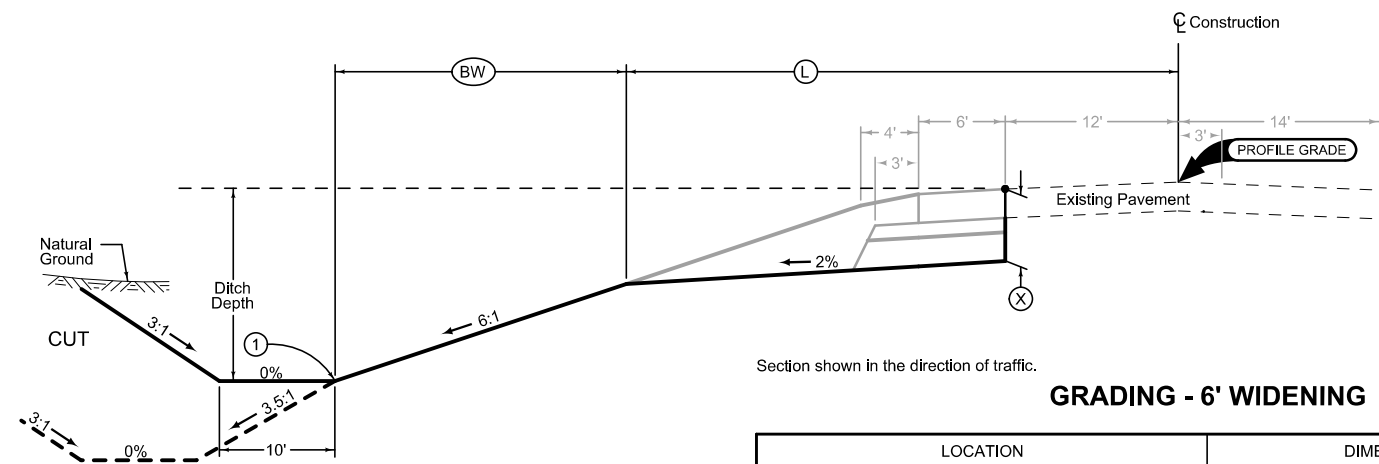 ℄ Construction
BW
L
4'
6'
12'
14'
3'
3'
PROFILE GRADE
Existing Pavement
Natural
Ground
Ditch
Depth
2%
X
6:1
3:1
CUT
1
0%
Section shown in the direction of traffic.
3.5:1
GRADING - 6' WIDENING
3:1
0%
10'
LOCATION
DIME